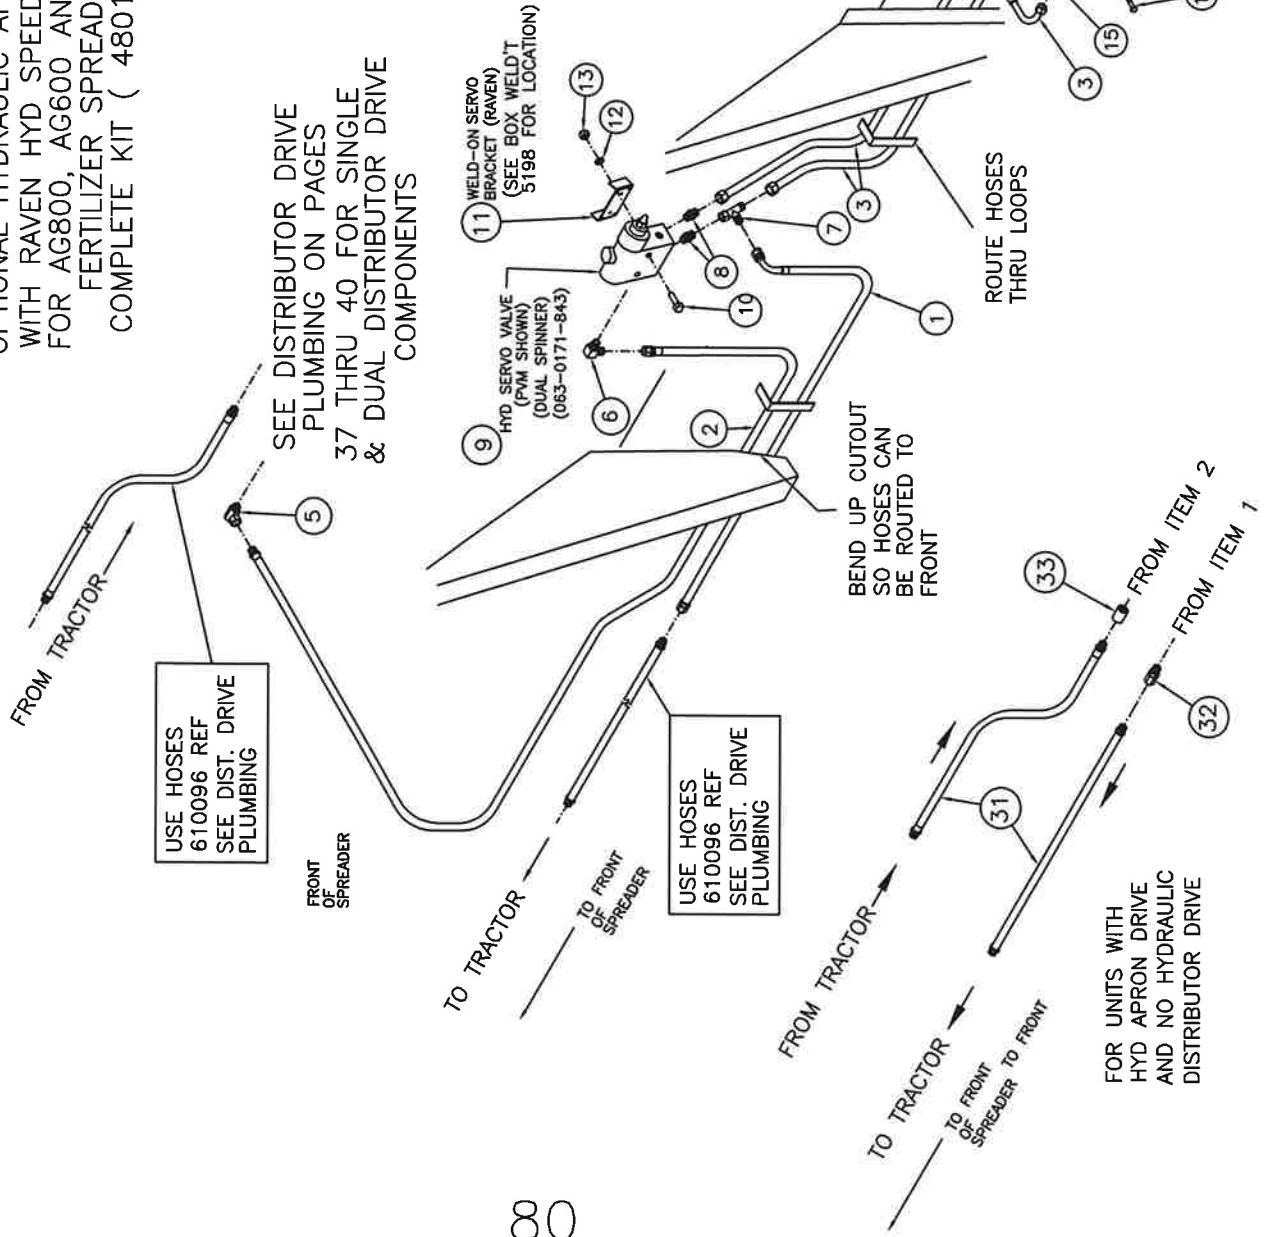 WITH RAVEN HYD SPEED
FOR AG800, AG600 AN
FERTILIZER SPREAD
COMPLETE KIT ( 4801
SEE DISTRIBUTOR DRIVE
PLUMBING ON PAGES
37 THRU 40 FOR SINGLE
& DUAL DISTRIBUTOR DRIVE
COMPONENTS
FROM TRACTOR
USE HOSES
610096 REF
SEE DIST. DRIVE
PLUMBING
5
FRONT
OF
SPREADER
13
12
WELD-ON SERVO
BRACKET (RAVEN)
(SEE BOX WELD'T
5198 FOR LOCATION)
11
9
HYD SERVO VALVE
(PVM SHOWN)
(DUAL SPINNER)
(063-0171-843)
10
8
7
3
6
2
1
15
3
ROUTE HOSES
THRU LOOPS
BEND UP CUTOUT
SO HOSES CAN
BE ROUTED TO
FRONT
TO TRACTOR
TO FRONT
OF
SPREADER
USE HOSES
610096 REF
SEE DIST. DRIVE
PLUMBING
33
FROM ITEM 2
FROM ITEM 1
32
31
FROM TRACTOR
TO TRACTOR
TO FRONT
OF
SPREADER TO FRONT
FOR UNITS WITH
HYD APRON DRIVE
AND NO HYDRAULIC
DISTRIBUTOR DRIVE
80